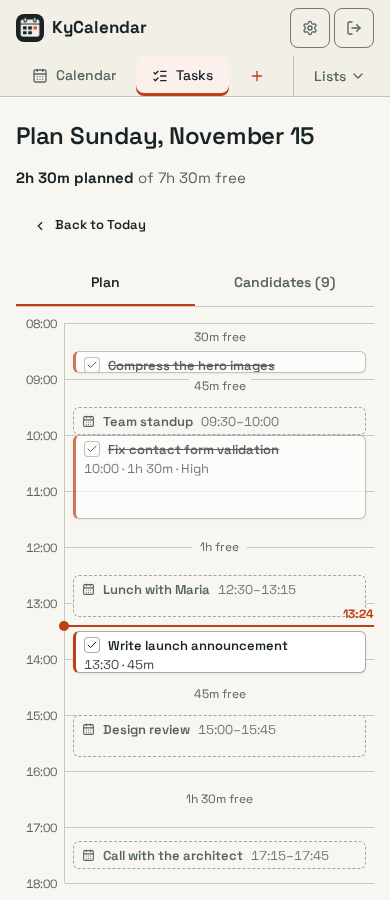 KyCalendar
Calendar
Tasks
+
Lists
Plan Sunday, November 15
2h 30m planned of 7h 30m free
Back to Today
Plan
Candidates (9)
08:00
30m free
Compress the hero images
09:00
45m free
Team standup 09:30–10:00
10:00
Fix contact form validation
10:00 · 1h 30m · High
11:00
12:00
1h free
Lunch with Maria 12:30–13:15
13:00
13:24
Write launch announcement
13:30 · 45m
14:00
45m free
15:00
Design review 15:00–15:45
16:00
1h 30m free
17:00
Call with the architect 17:15–17:45
18:00